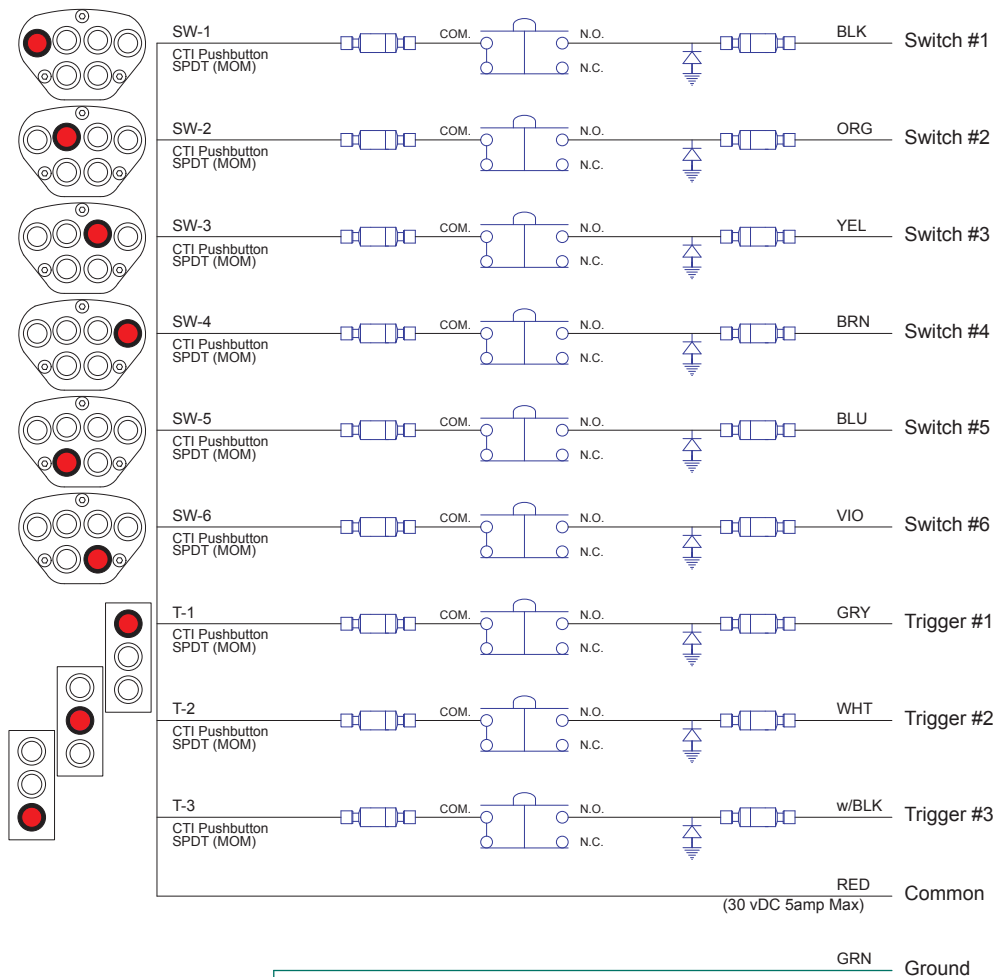 SW-1 COM. N.O. BLK Switch #1
CTI Pushbutton N.C.
SPDT (MOM)
SW-2 COM. N.O. ORG Switch #2
CTI Pushbutton N.C.
SPDT (MOM)
SW-3 COM. N.O. YEL Switch #3
CTI Pushbutton N.C.
SPDT (MOM)
SW-4 COM. N.O. BRN Switch #4
CTI Pushbutton N.C.
SPDT (MOM)
SW-5 COM. N.O. BLU Switch #5
CTI Pushbutton N.C.
SPDT (MOM)
SW-6 COM. N.O. VIO Switch #6
CTI Pushbutton N.C.
SPDT (MOM)
T-1 COM. N.O. GRY Trigger #1
CTI Pushbutton N.C.
SPDT (MOM)
T-2 COM. N.O. WHT Trigger #2
CTI Pushbutton N.C.
SPDT (MOM)
T-3 COM. N.O. w/BLK Trigger #3
CTI Pushbutton N.C.
SPDT (MOM)
RED Common
(30 vDC 5amp Max)
GRN Ground